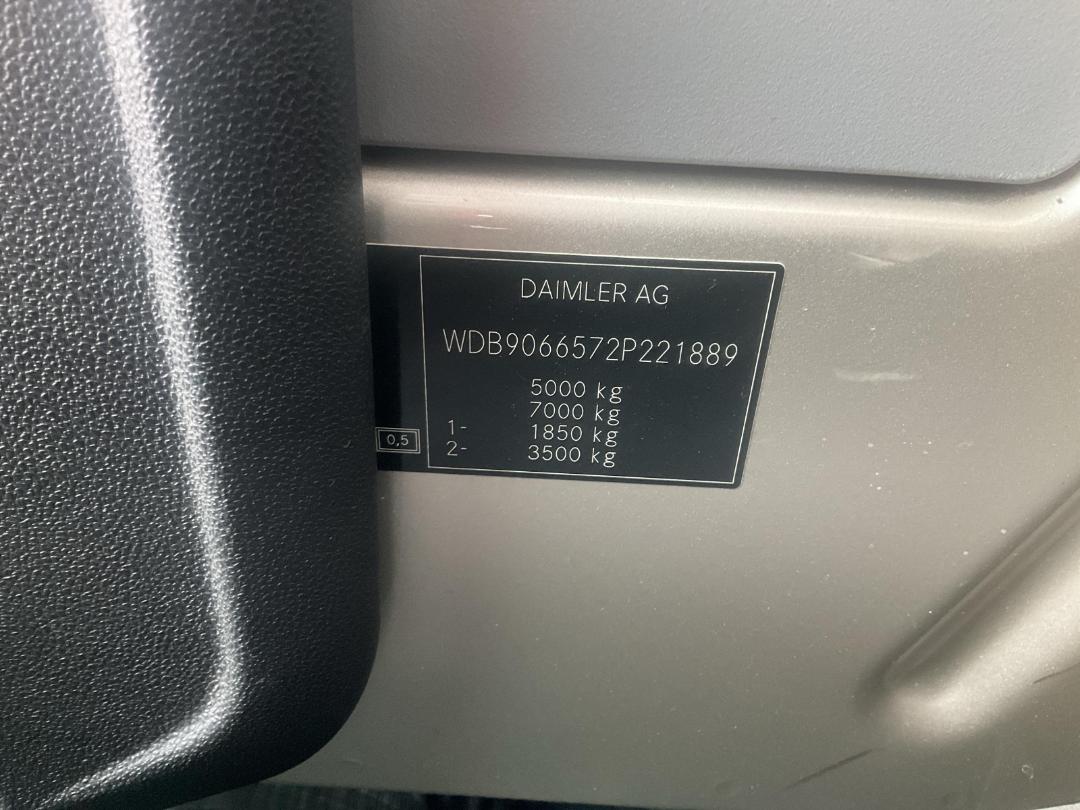 DAIMLER AG
WDB9066572P221889
5000 kg
7000 kg
1- 1850 kg
2- 3500 kg
0,5